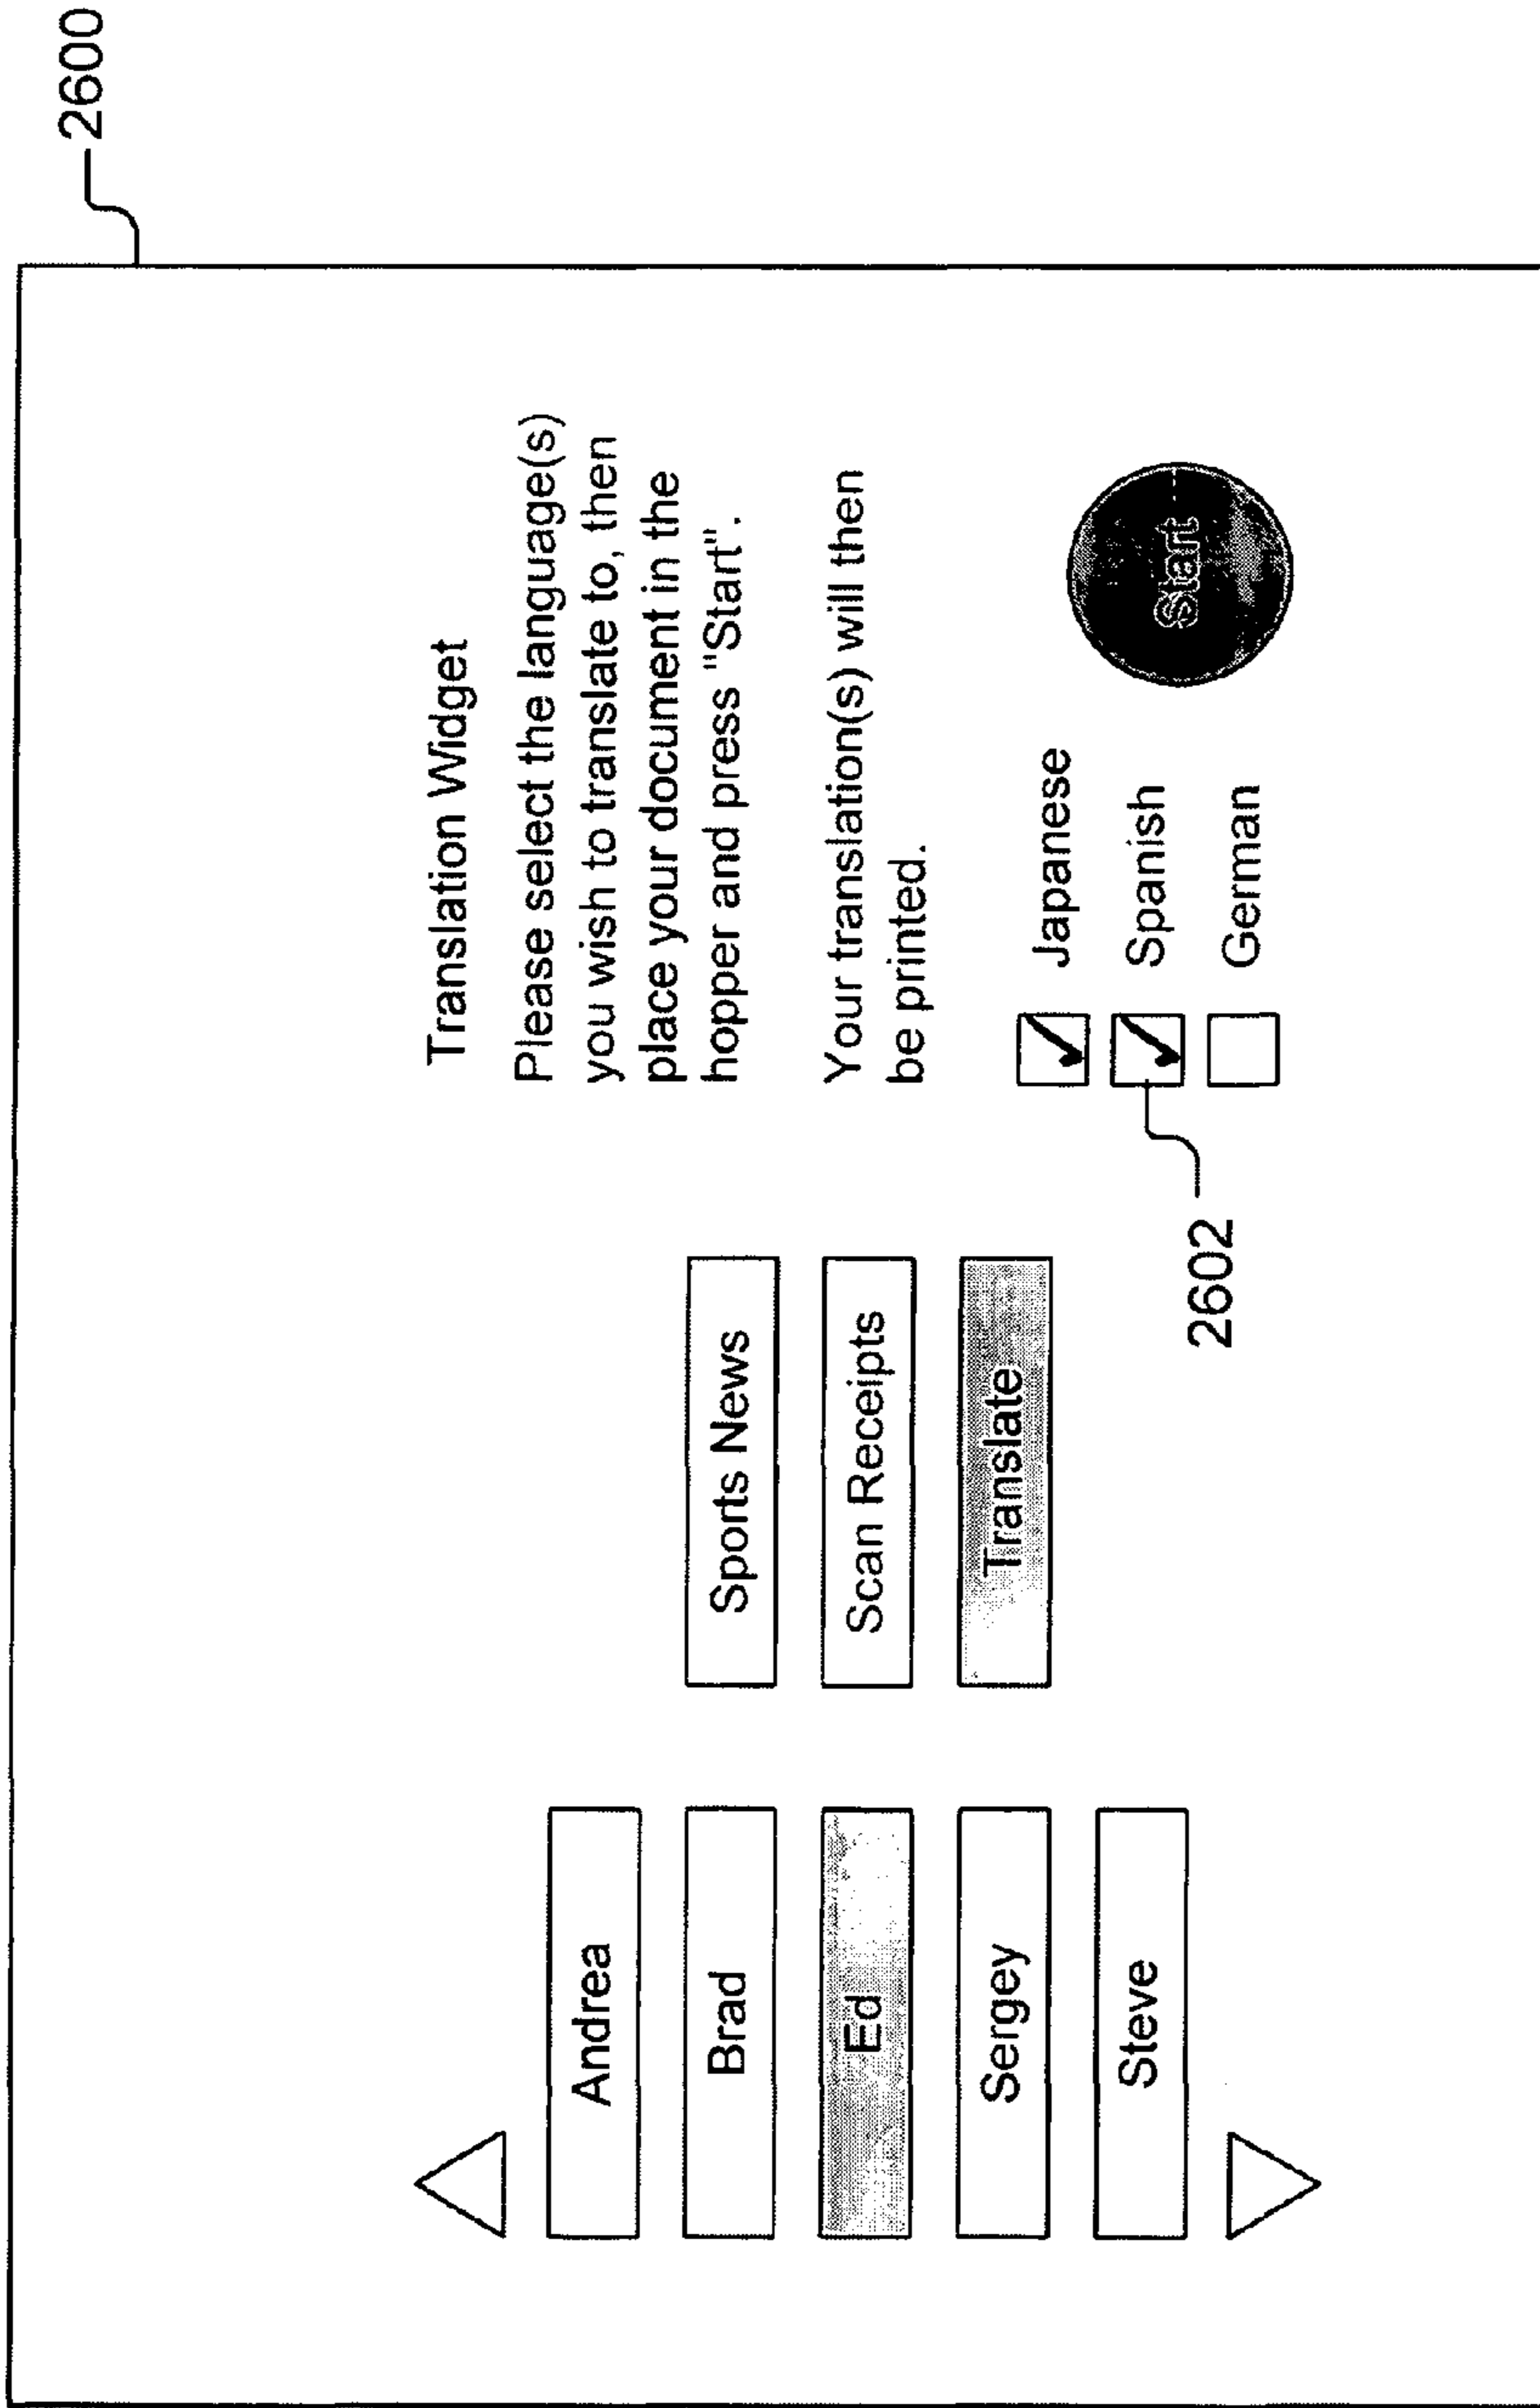 2600
Andrea
Brad
Ed
Sergey
Steve
Sports News
Scan Receipts
Translate
Translation Widget
Please select the language(s)
you wish to translate to, then
place your document in the
hopper and press "Start".
Your translation(s) will then
be printed.
Japanese
Spanish
German
Start
2602